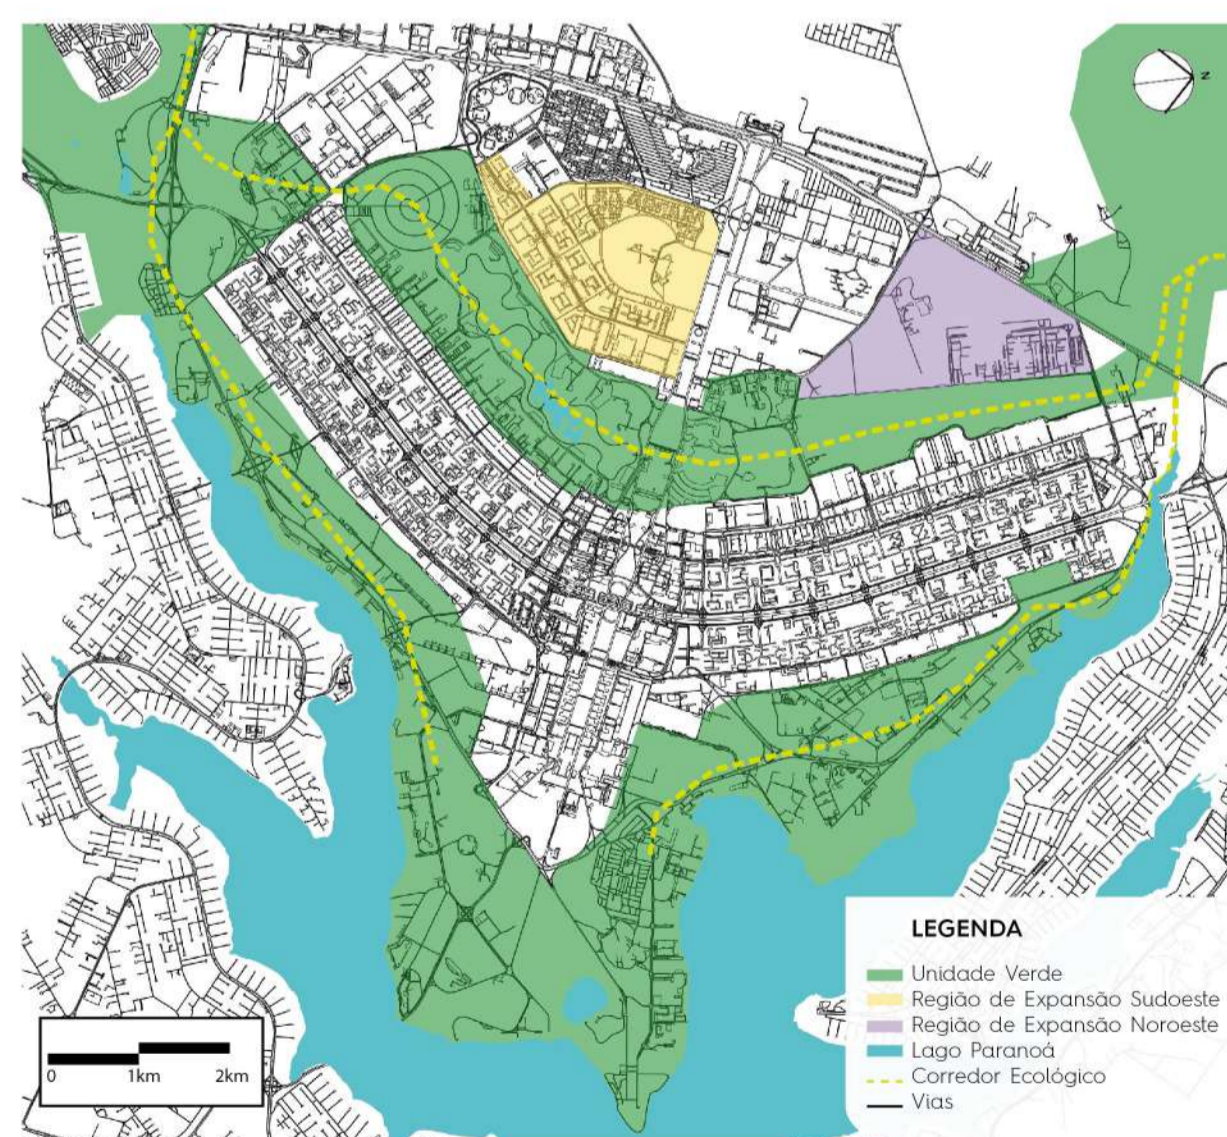 N
LEGENDA
Unidade Verde
Região de Expansão Sudoeste
Região de Expansão Noroeste
Lago Paranoá
Corredor Ecológico
Vias
0 1km 2km